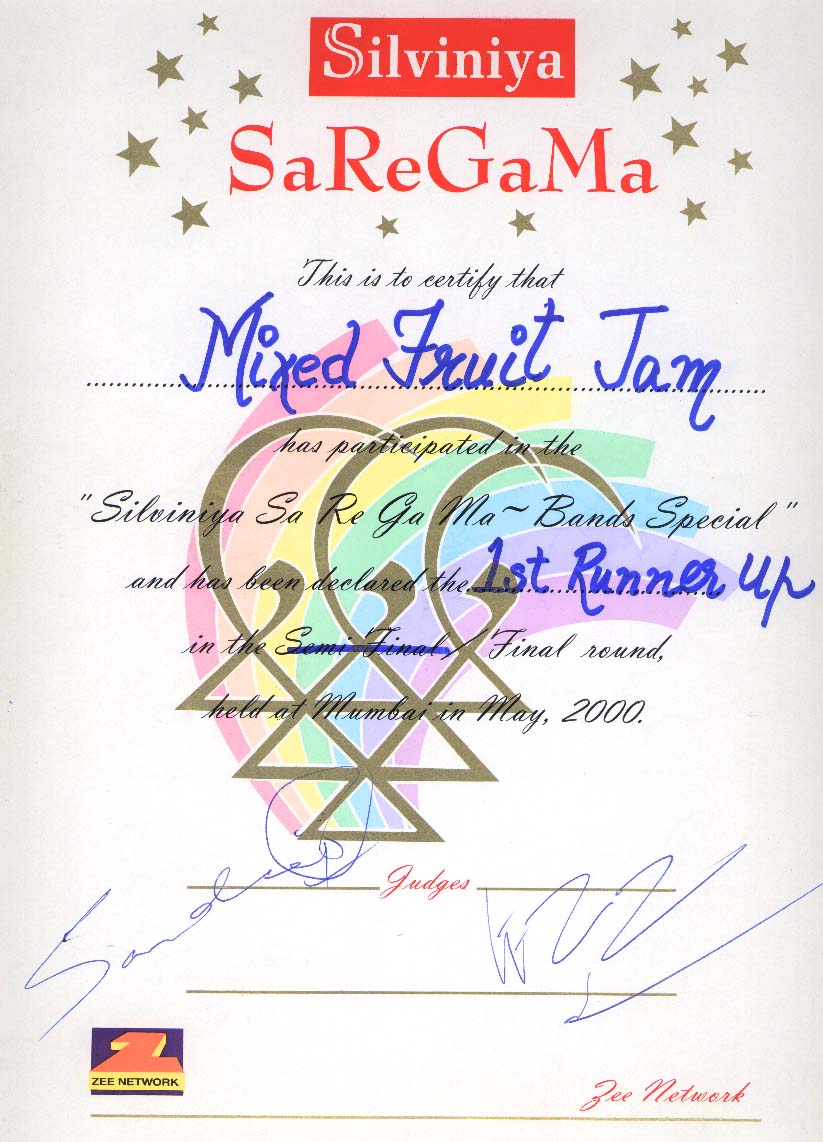 Silviniya
SaReGaMa
This is to certify that
Mixed Fruit Jam
has participated in the
"Silviniya Sa Re Ga Ma ~ Bands Special"
and has been declared the 1st Runner Up
in the Semi Final / Final round,
held at Mumbai in May, 2000.
Judges
Z
ZEE NETWORK
Zee Network